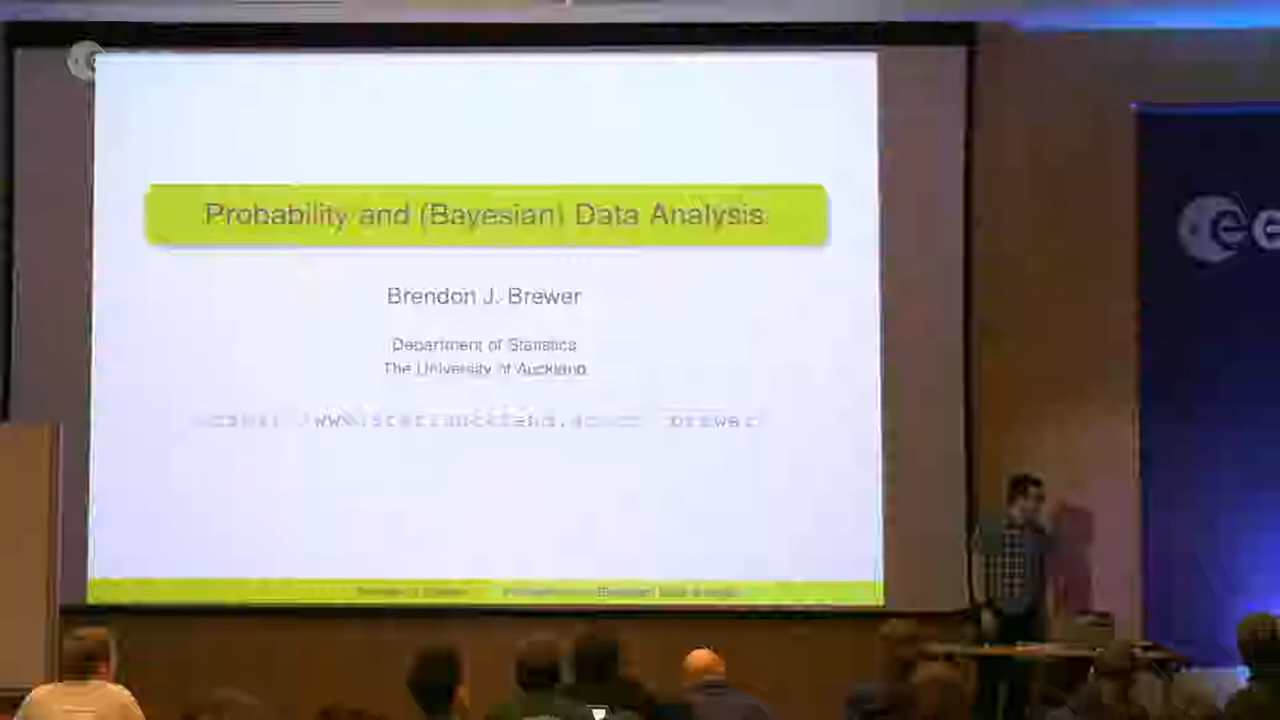 Probability and (Bayesian) Data Analysis
Brendon J. Brewer
Department of Statistics
The University of Auckland